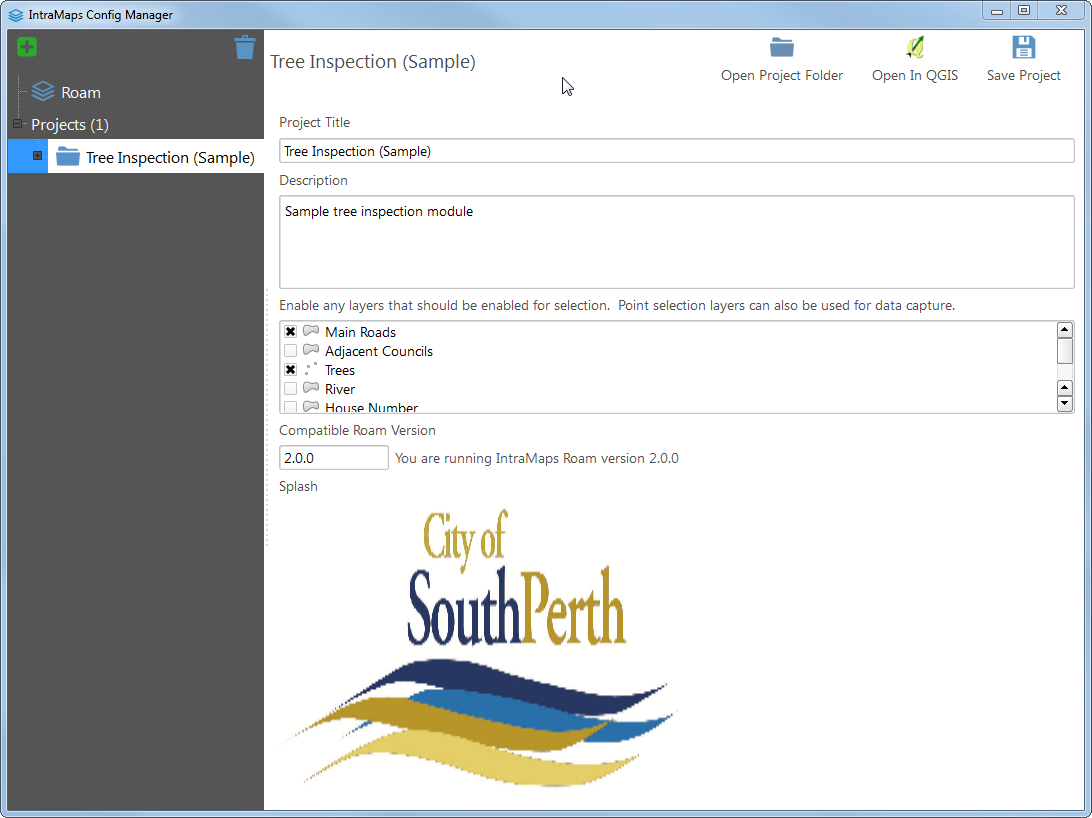 IntraMaps Config Manager
Roam
Projects (1)
Tree Inspection (Sample)
Tree Inspection (Sample)
Open Project Folder
Open In QGIS
Save Project
Project Title
Tree Inspection (Sample)
Description
Sample tree inspection module
Enable any layers that should be enabled for selection. Point selection layers can also be used for data capture.
Main Roads
Adjacent Councils
Trees
River
House Number
Compatible Roam Version
2.0.0 You are running IntraMaps Roam version 2.0.0
Splash
City of
SouthPerth